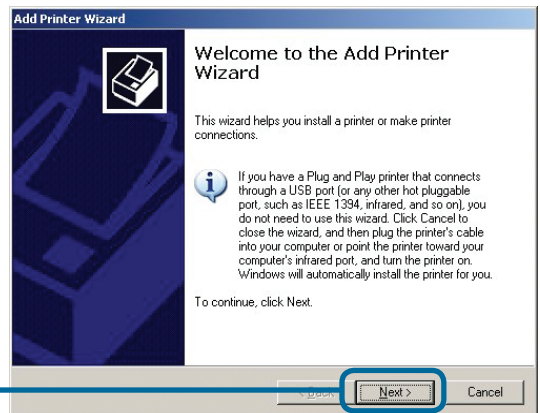 Add Printer Wizard
Welcome to the Add Printer
Wizard
This wizard helps you install a printer or make printer
connections.
If you have a Plug and Play printer that connects
through a USB port (or any other hot pluggable
port, such as IEEE 1394, infrared, and so on), you
do not need to use this wizard. Click Cancel to
close the wizard, and then plug the printer's cable
into your computer or point the printer toward your
computer's infrared port, and turn the printer on.
Windows will automatically install the printer for you.
To continue, click Next.
Next > Cancel